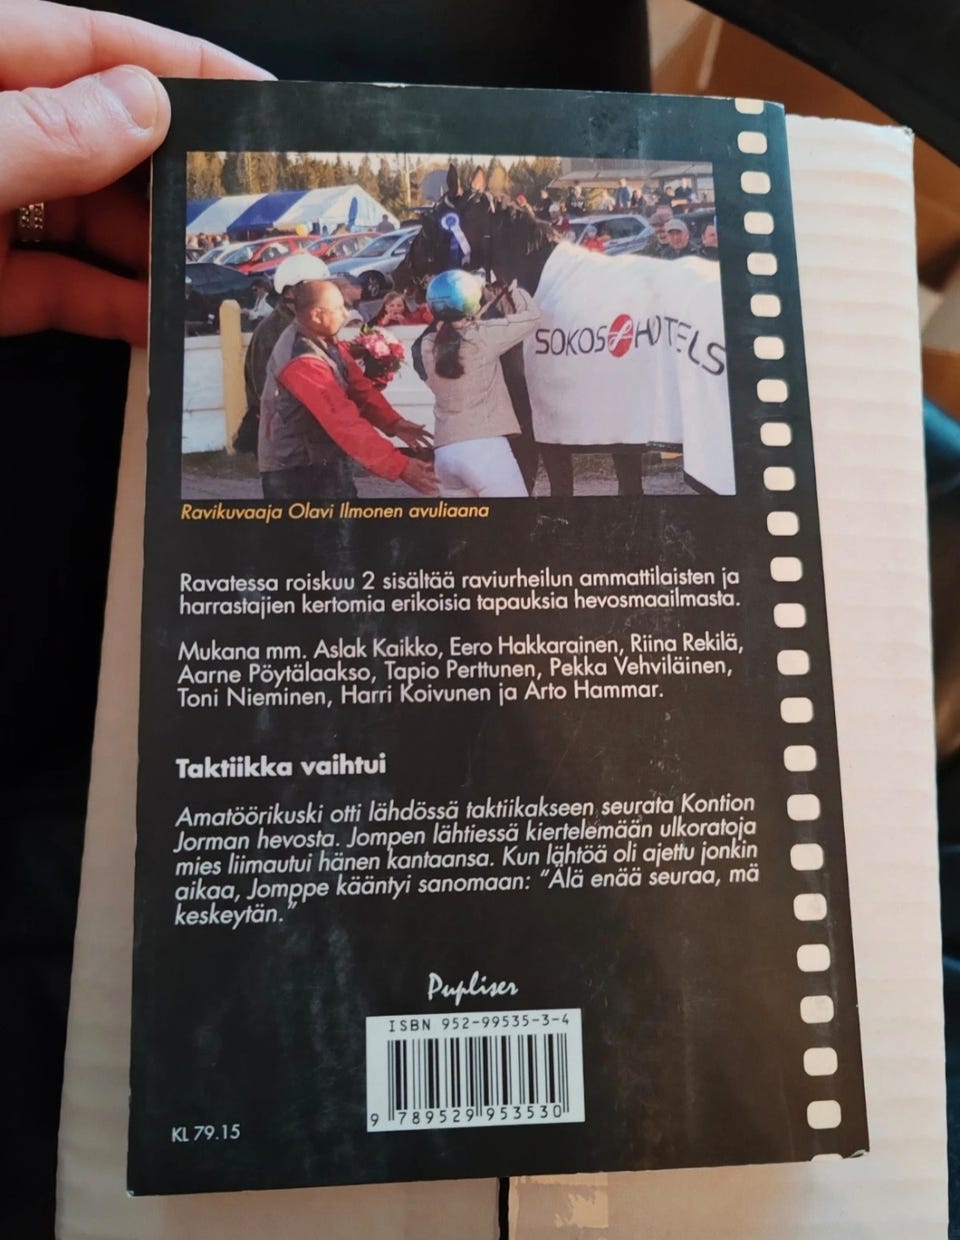 SOKOS HOTELS
Ravikuvaaja Olavi Ilmonen avuliaana
Ravatessa roiskuu 2 sisältää raviurheilun ammattilaisten ja
harrastajien kertomia erikoisia tapauksia hevosmaailmasta.
Mukana mm. Aslak Kaikko, Eero Hakkarainen, Riina Rekilä,
Aarne Pöytälaakso, Tapio Perttunen, Pekka Vehviläinen,
Toni Nieminen, Harri Koivunen ja Arto Hammar.
Taktiikka vaihtui
Amatöörikuski otti lähdössä taktiikakseen seurata Kontion
Jorman hevosta. Jompen lähtiessä kiertelemään ulkoratoja
mies liimautui hänen kantaansa. Kun lähtöä oli ajettu jonkin
aikaa, Jomppe kääntyi sanomaan: "Älä enää seuraa, mä
keskeytän."
Pupliser
ISBN 952-99535-3-4
9 789529 953530
KL 79.15